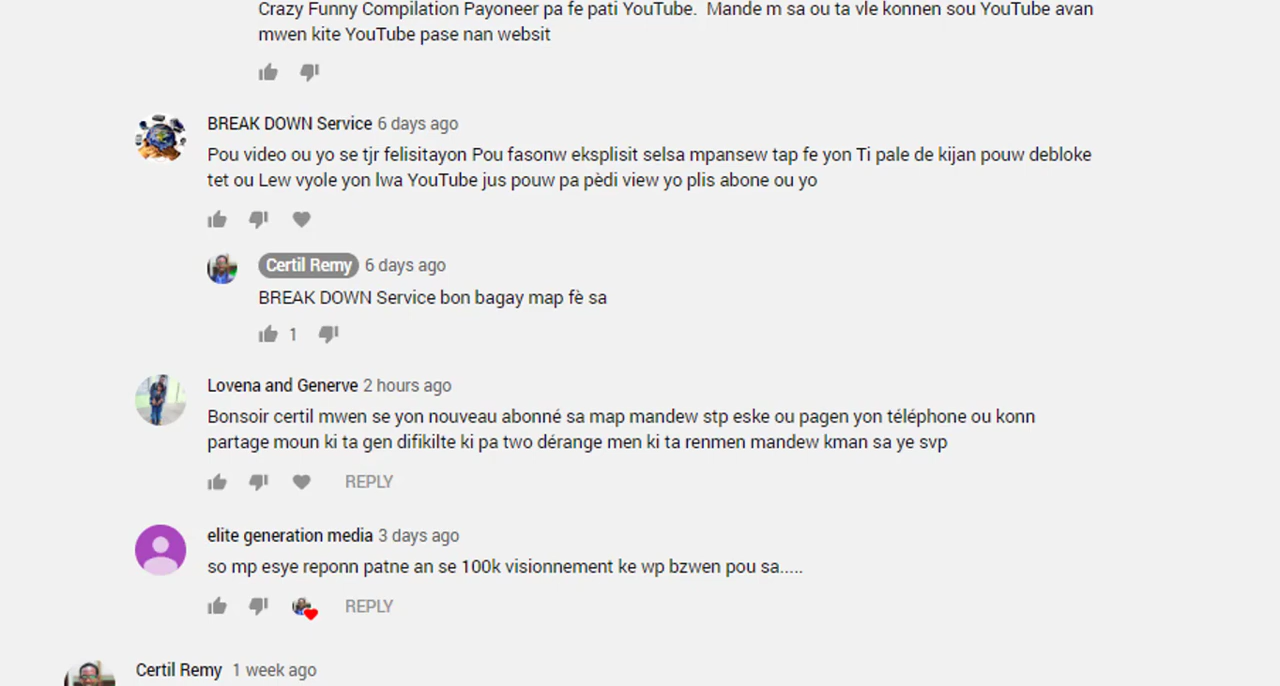 Crazy Funny Compilation Payoneer pa fe pati YouTube. Mande m sa ou ta vle konnen sou YouTube avan
mwen kite YouTube pase nan websit
BREAK DOWN Service 6 days ago
Pou video ou yo se tjr felisitayon Pou fasonw eksplisit selsa mpansew tap fe yon Ti pale de kijan pouw debloke
tet ou Lew vyole yon lwa YouTube jus pouw pa pèdi view yo plis abone ou yo
Certil Remy 6 days ago
BREAK DOWN Service bon bagay map fè sa
1
Lovena and Generve 2 hours ago
Bonsoir certil mwen se yon nouveau abonné sa map mandew stp eske ou pagen yon téléphone ou konn
partage moun ki ta gen difikilte ki pa two dérange men ki ta renmen mandew kman sa ye svp
REPLY
elite generation media 3 days ago
so mp esye reponn patne an se 100k visionnement ke wp bzwen pou sa.....
REPLY
Certil Remy 1 week ago